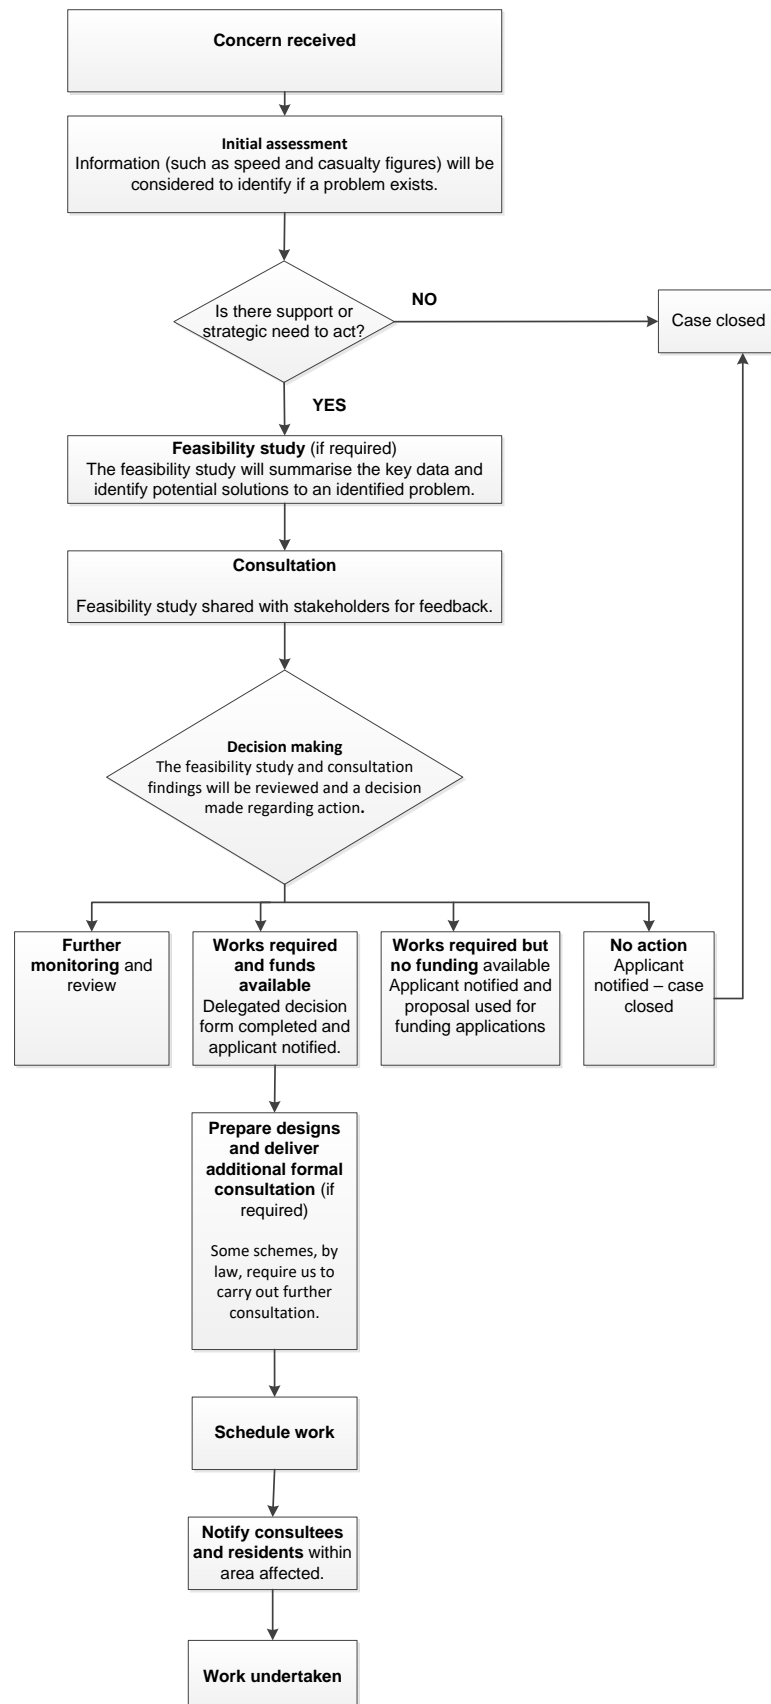 Concern received
Initial assessment
Information (such as speed and casualty figures) will be
considered to identify if a problem exists.
Is there support or
strategic need to act?
NO
Case closed
YES
Feasibility study (if required)
The feasibility study will summarise the key data and
identify potential solutions to an identified problem.
Consultation
Feasibility study shared with stakeholders for feedback.
Decision making
The feasibility study and consultation
findings will be reviewed and a decision
made regarding action.
Further
monitoring and
review
Works required
and funds
available
Delegated decision
form completed and
applicant notified.
Works required but
no funding available
Applicant notified and
proposal used for
funding applications
No action
Applicant
notified – case
closed
Prepare designs
and deliver
additional formal
consultation (if
required)
Some schemes, by
law, require us to
carry out further
consultation.
Schedule work
Notify consultees
and residents within
area affected.
Work undertaken